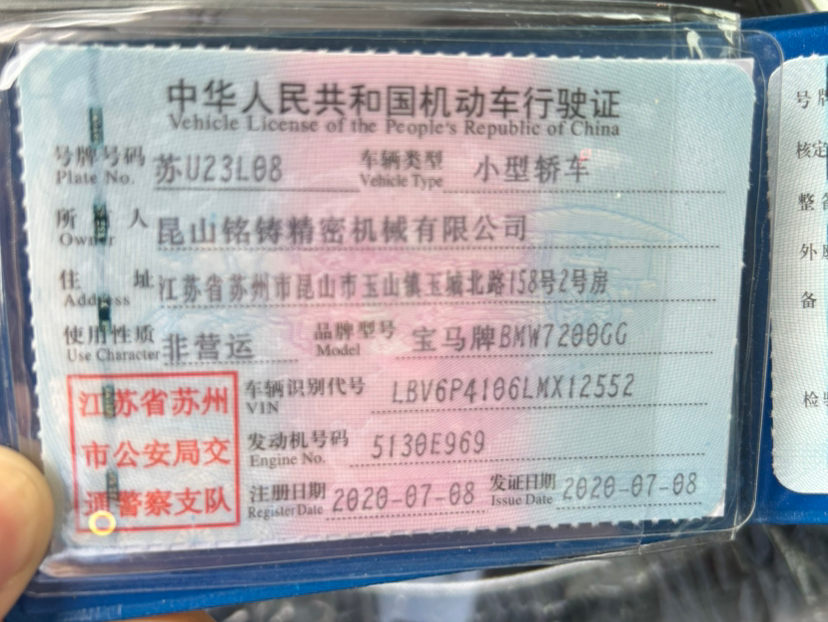 中华人民共和国机动车行驶证
Vehicle License of the People's Republic of China
号牌号码 苏U23L08 车辆类型 小型轿车
Plate No. Vehicle Type
所有人 昆山铭铸精密机械有限公司
Owner
住址 江苏省苏州市昆山市玉山镇玉城北路158号2号房
Address
使用性质 非营运 品牌型号 宝马牌BMW7200GG
Use Character Model
江苏省苏州
市公安局交
通警察支队
车辆识别代号 LBV6P4106LMX12552
VIN
发动机号码 5130E969
Engine No.
注册日期 2020-07-08 发证日期 2020-07-08
Register Date Issue Date
号牌
核定
整备
外
备
检验